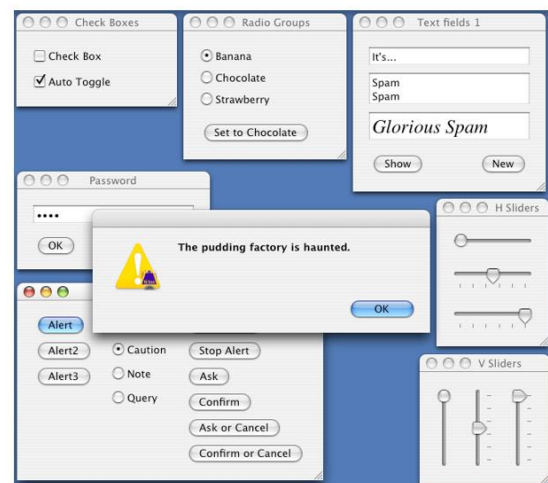 Check Boxes
Check Box
Auto Toggle
Radio Groups
Banana
Chocolate
Strawberry
Set to Chocolate
Text fields 1
It's...
Spam
Spam
Glorious Spam
Show
New
Password
OK
The pudding factory is haunted.
OK
H Sliders
Alert
Alert2
Alert3
Caution
Note
Query
Stop Alert
Ask
Confirm
Ask or Cancel
Confirm or Cancel
V Sliders